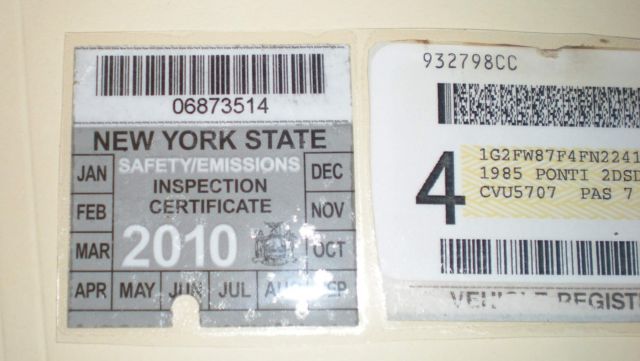 06873514
NEW YORK STATE
SAFETY/EMISSIONS
INSPECTION
CERTIFICATE
2010
JAN
FEB
MAR
APR MAY JUN JUL
DEC
NOV
OCT
932798CC
4
1G2FW87F4FN2241
1985 PONTI 2DSD
CVU5707 PAS 7